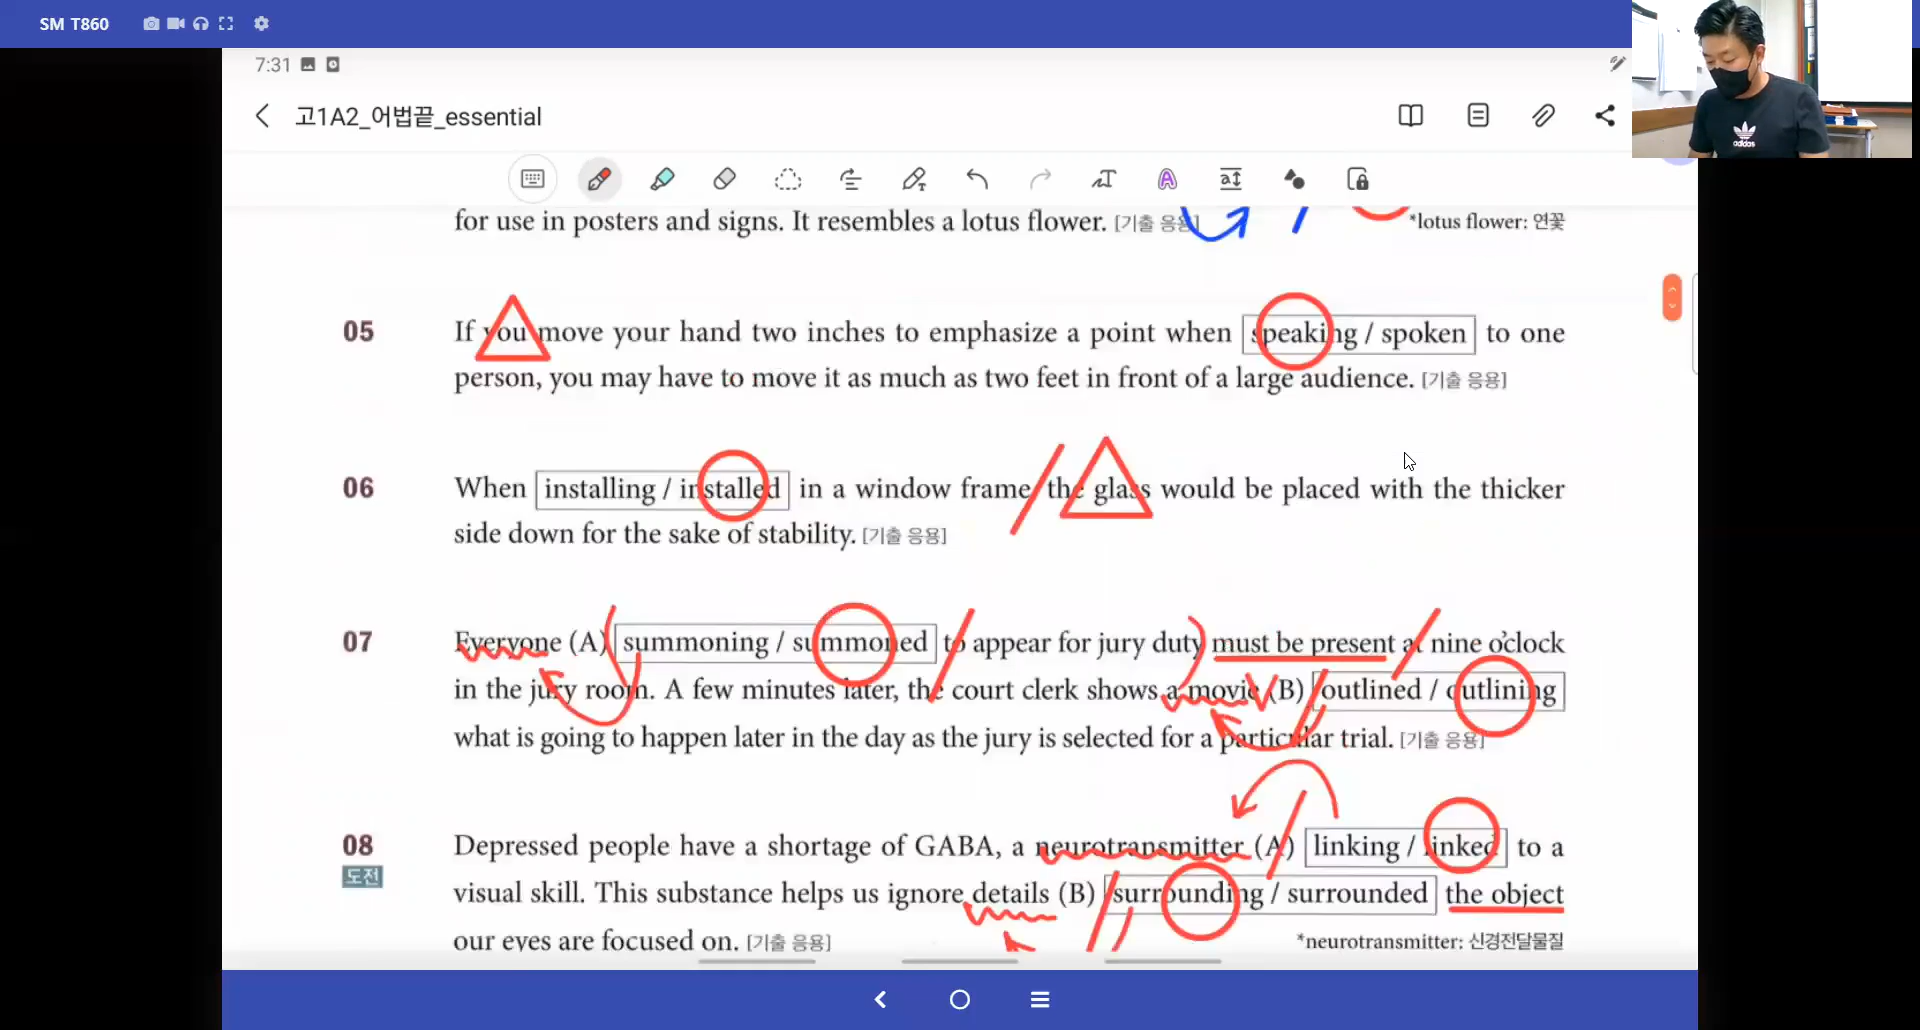 SM T860
7:31
고1A2_어법끝_essential
for use in posters and signs. It resembles a lotus flower. [기출 응용] *lotus flower: 연꽃
05 If you move your hand two inches to emphasize a point when speaking / spoken to one
person, you may have to move it as much as two feet in front of a large audience. [기출 응용]
06 When installing / installed in a window frame, the glass would be placed with the thicker
side down for the sake of stability. [기출 응용]
07 Everyone (A) summoning / summoned to appear for jury duty must be present at nine o'clock
in the jury room. A few minutes later, the court clerk shows a movie (B) outlined / outlining
what is going to happen later in the day as the jury is selected for a particular trial. [기출 응용]
08 Depressed people have a shortage of GABA, a neurotransmitter (A) linking / linked to a
도전 visual skill. This substance helps us ignore details (B) surrounding / surrounded the object
our eyes are focused on. [기출 응용] *neurotransmitter: 신경전달물질
adidas